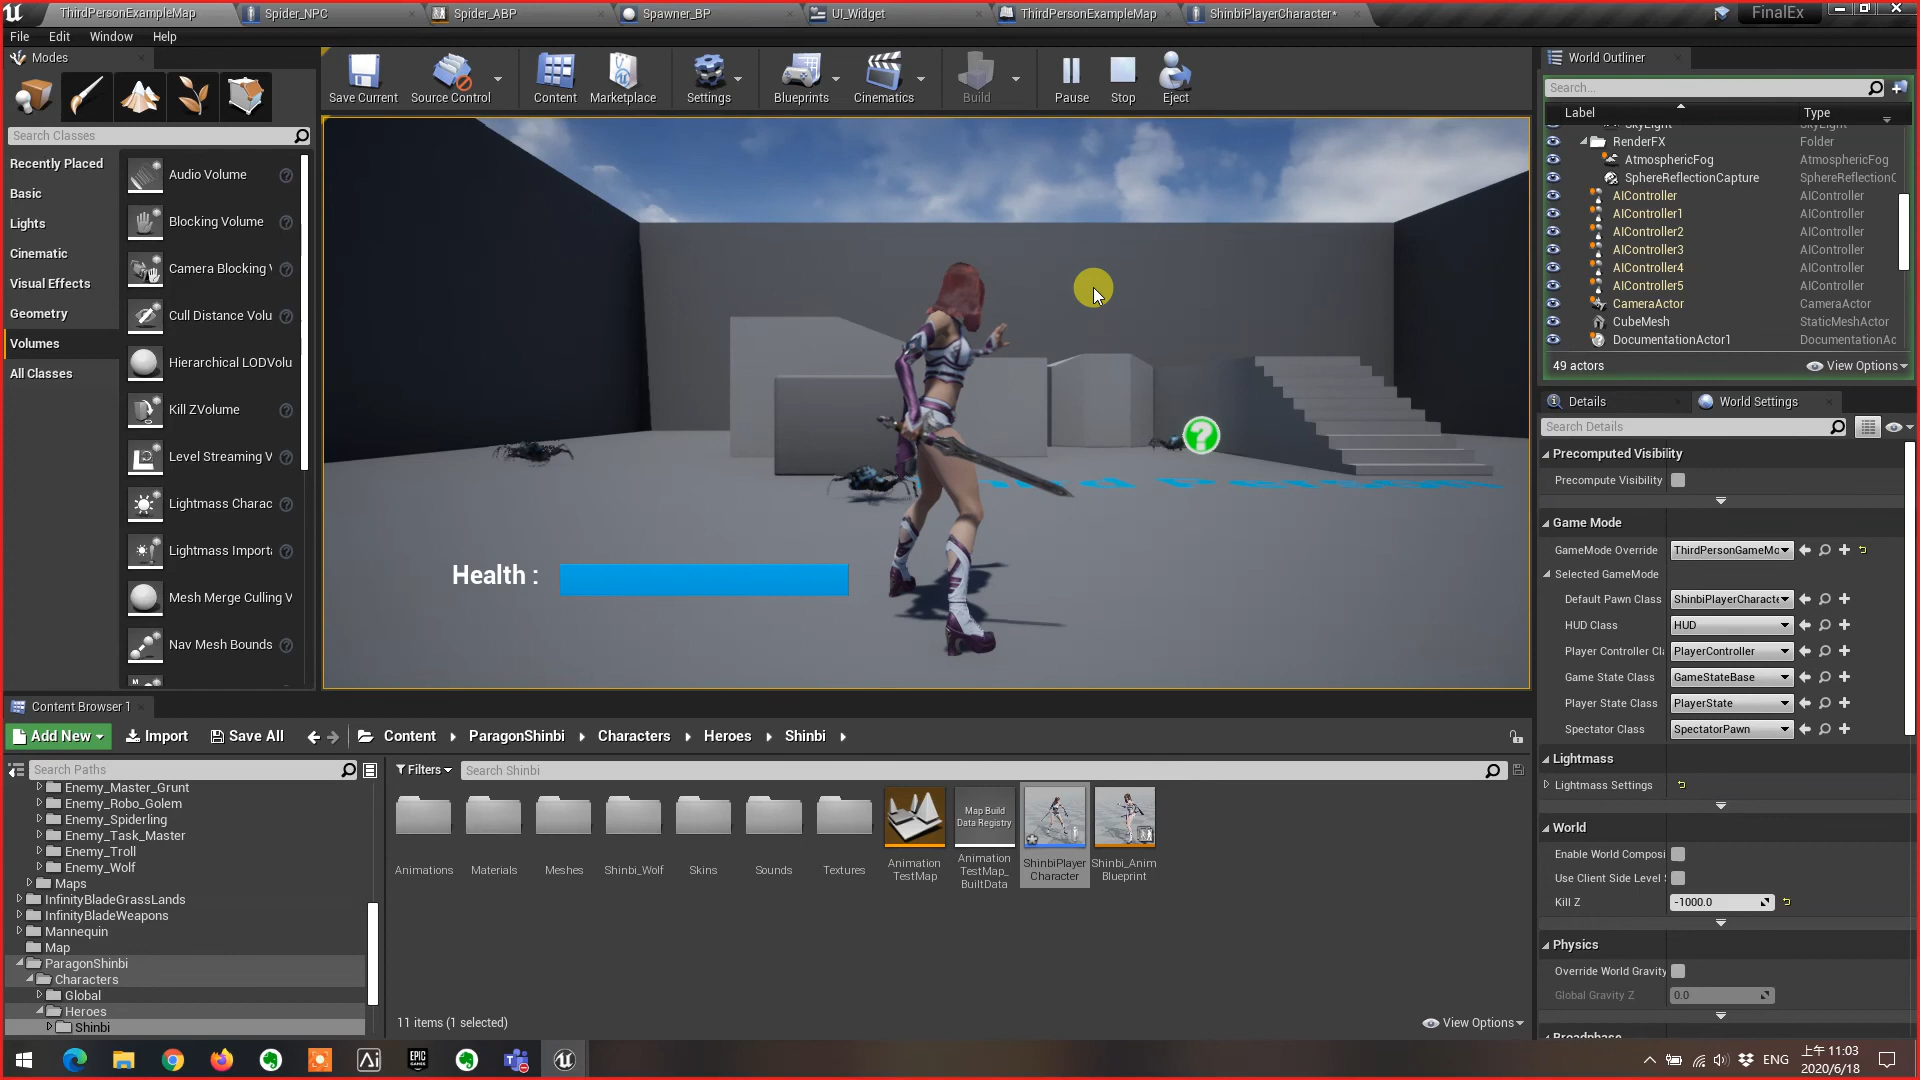 ThirdPersonExampleMap
Spider_NPC
Spider_ABP
Spawner_BP
UI_Widget
ThirdPersonExampleMap
ShinbiPlayerCharacter*
FinalEx
File
Edit
Window
Help
Modes
Save Current
Source Control
Content
Marketplace
Settings
Blueprints
Cinematics
Build
Pause
Stop
Eject
World Outliner
Search...
Label
Type
Search Classes
Recently Placed
Basic
Lights
Cinematic
Visual Effects
Geometry
Volumes
All Classes
Audio Volume
Blocking Volume
Camera Blocking V
Cull Distance Volu
Hierarchical LODVolu
Kill ZVolume
Level Streaming V
Lightmass Charac
Lightmass Importa
Mesh Merge Culling V
Nav Mesh Bounds
Health :
SkyLight
SkyLight
RenderFX
Folder
AtmosphericFog
AtmosphericFog
SphereReflectionCapture
SphereReflectionC
AIController
AIController
AIController1
AIController
AIController2
AIController
AIController3
AIController
AIController4
AIController
AIController5
AIController
CameraActor
CameraActor
CubeMesh
StaticMeshActor
DocumentationActor1
DocumentationAc
49 actors
View Options
Details
World Settings
Search Details
Precomputed Visibility
Precompute Visibility
Game Mode
GameMode Override
ThirdPersonGameMo
Selected GameMode
Default Pawn Class
ShinbiPlayerCharacte
HUD Class
HUD
Player Controller Cl
PlayerController
Game State Class
GameStateBase
Player State Class
PlayerState
Spectator Class
SpectatorPawn
Lightmass
Lightmass Settings
World
Enable World Composi
Use Client Side Level S
Kill Z
-1000.0
Physics
Override World Gravity
Global Gravity Z
0.0
Broadphase
Content Browser 1
Add New
Import
Save All
Content
ParagonShinbi
Characters
Heroes
Shinbi
Search Paths
Filters
Search Shinbi
Enemy_Master_Grunt
Enemy_Robo_Golem
Enemy_Spiderling
Enemy_Task_Master
Enemy_Troll
Enemy_Wolf
Maps
InfinityBladeGrassLands
InfinityBladeWeapons
Mannequin
Map
ParagonShinbi
Characters
Global
Heroes
Shinbi
Map Build
Data Registry
Animations
Materials
Meshes
Shinbi_Wolf
Skins
Sounds
Textures
Animation
TestMap
Animation
TestMap_
BuiltData
ShinbiPlayer
Character
Shinbi_Anim
Blueprint
11 items (1 selected)
View Options
Ai
EPIC
GAMES
ENG
上午 11:03
2020/6/18